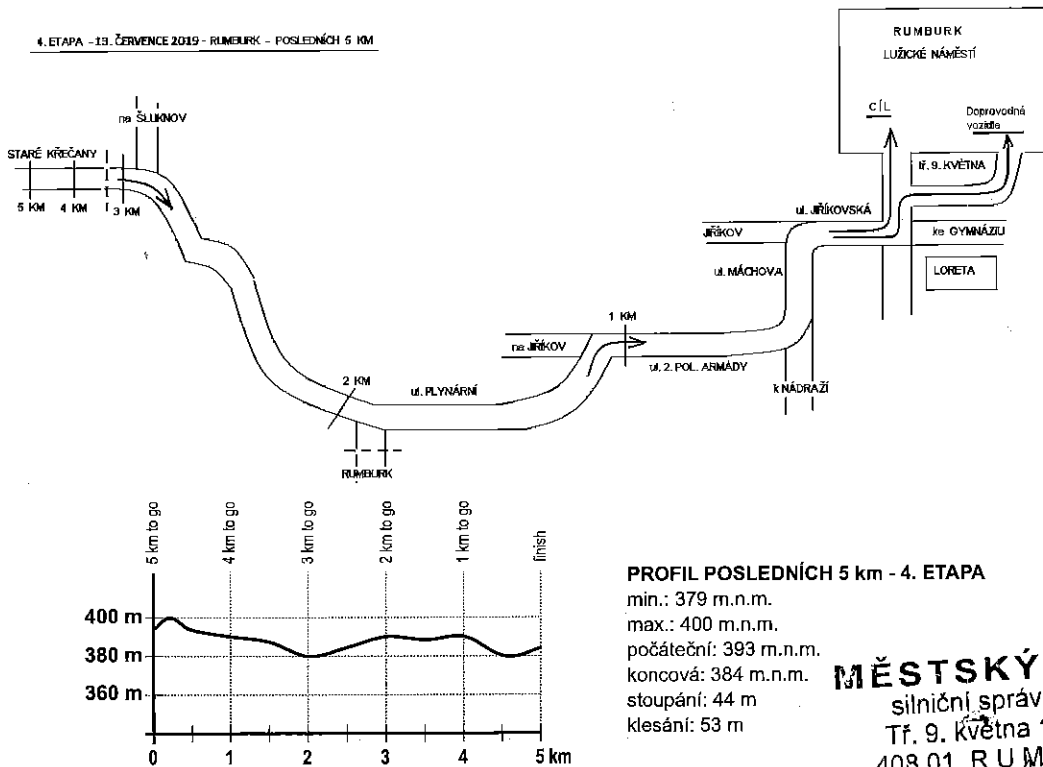 4. ETAPA - 13. ČERVENCE 2019 - RUMBURK - POSLEDNÍCH 5 KM
RUMBURK
LUŽICKÉ NÁMĚSTÍ
CÍL
Doprovodná
vozidla
na ŠLUKNOV
STARÉ KŘEČANY
5 KM
4 KM
3 KM
tř. 9. KVĚTNA
ul. JIŘÍKOVSKÁ
JIŘÍKOV
ke GYMNÁZIU
ul. MÁCHOVA
LORETA
1 KM
na JIŘÍKOV
ul. 2. POL. ARMÁDY
2 KM
ul. PLYNÁRNÍ
k NÁDRAŽÍ
RUMBURK
5 km to go
4 km to go
3 km to go
2 km to go
1 km to go
finish
400 m
380 m
360 m
0 1 2 3 4 5 km
PROFIL POSLEDNÍCH 5 km - 4. ETAPA
min.: 379 m.n.m.
max.: 400 m.n.m.
počáteční: 393 m.n.m.
koncová: 384 m.n.m.
stoupání: 44 m
klesání: 53 m
MĚSTSKÝ
silniční správ
Tř. 9. května 1
408 01 RUM